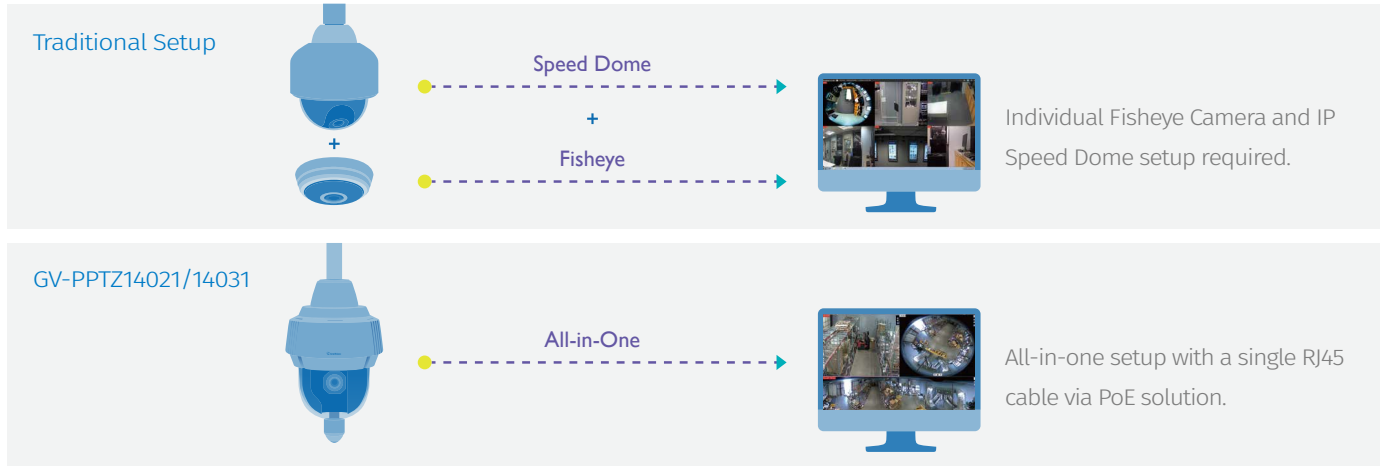 Traditional Setup
Speed Dome
+
+
Fisheye
Individual Fisheye Camera and IP
Speed Dome setup required.
GV-PPTZ14021/14031
All-in-One
All-in-one setup with a single RJ45
cable via PoE solution.